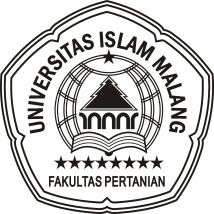 UNIVERSITAS ISLAM MALANG
FAKULTAS PERTANIAN